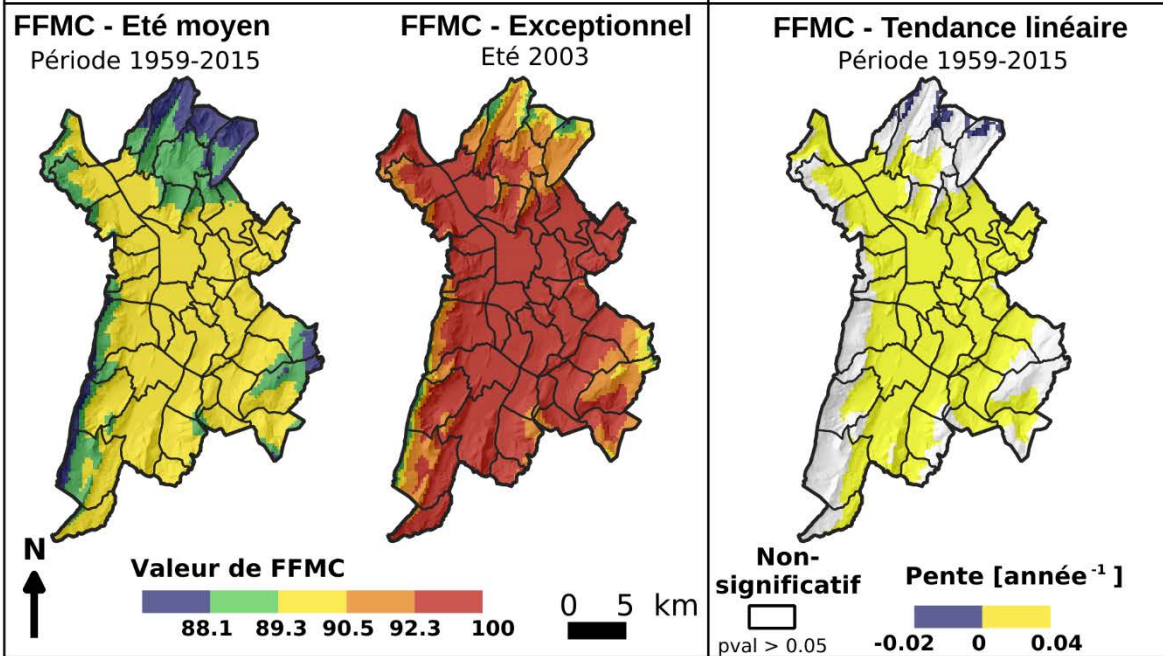 FFMC - Eté moyen
Période 1959-2015
FFMC - Exceptionnel
Eté 2003
FFMC - Tendance linéaire
Période 1959-2015
N
Valeur de FFMC
88.1 89.3 90.5 92.3 100
0 5 km
Non-
significatif
pval > 0.05
Pente [année⁻¹]
-0.02 0 0.04